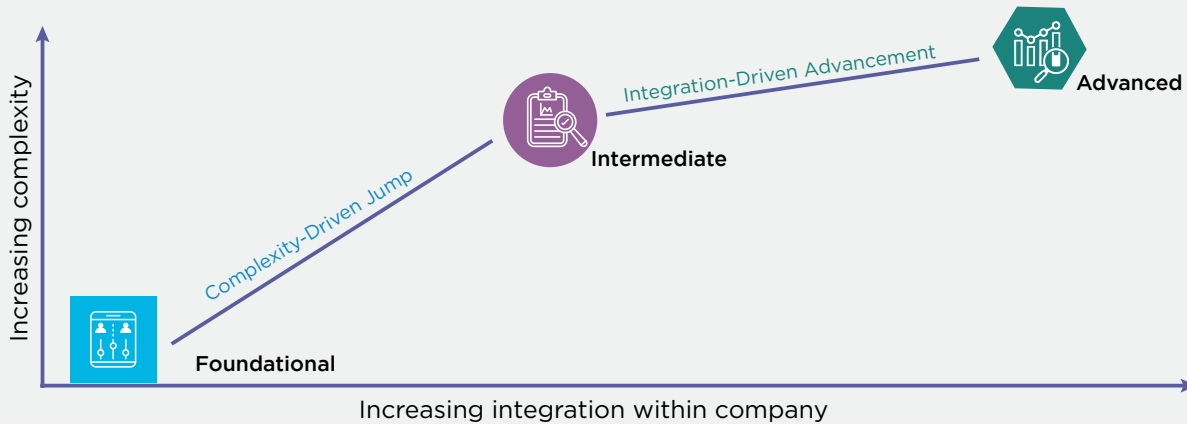 Increasing complexity
Complexity-Driven Jump
Integration-Driven Advancement
Foundational
Intermediate
Advanced
Increasing integration within company